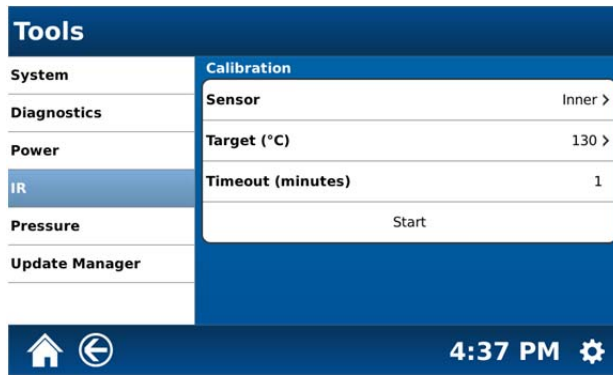 Tools
System
Diagnostics
Power
IR
Pressure
Update Manager
Calibration
Sensor Inner >
Target (°C) 130 >
Timeout (minutes) 1
Start
4:37 PM